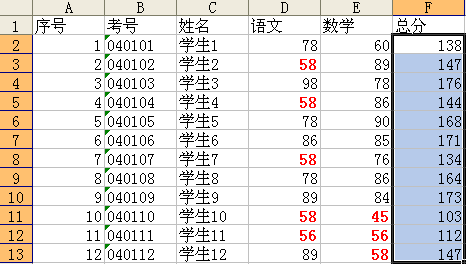 A B C D E F
1 序号 考号 姓名 语文 数学 总分
2 1 040101 学生1 78 60 138
3 2 040102 学生2 58 89 147
4 3 040103 学生3 98 78 176
5 4 040104 学生4 58 86 144
6 5 040105 学生5 78 90 168
7 6 040106 学生6 86 85 171
8 7 040107 学生7 58 76 134
9 8 040108 学生8 78 86 164
10 9 040109 学生9 89 84 173
11 10 040110 学生10 58 45 103
12 11 040111 学生11 56 56 112
13 12 040112 学生12 89 58 147